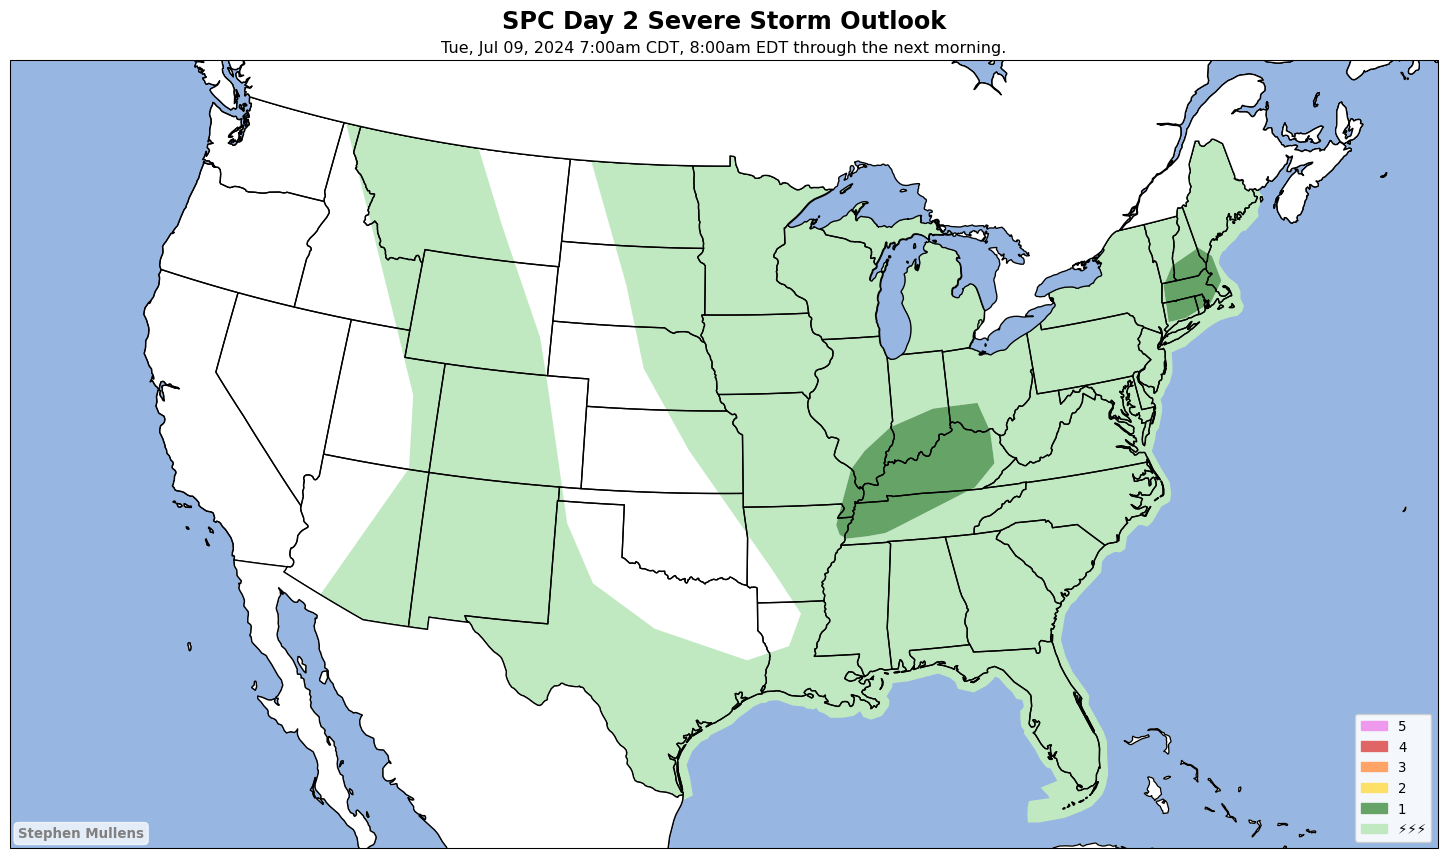 SPC Day 2 Severe Storm Outlook
Tue, Jul 09, 2024 7:00am CDT, 8:00am EDT through the next morning.
5
4
3
2
1
⚡⚡⚡
Stephen Mullens